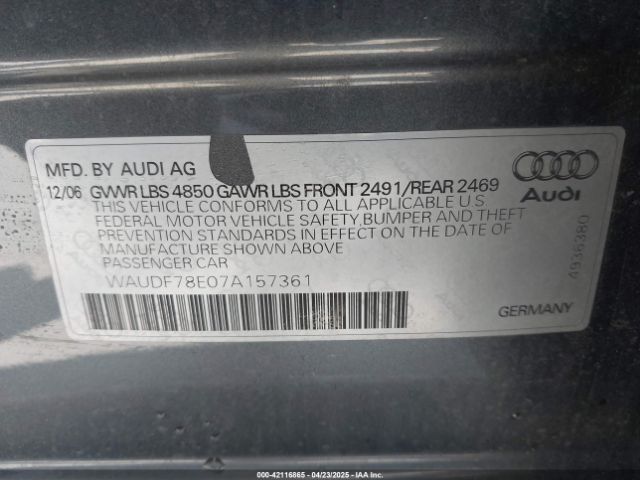 MFD. BY AUDI AG
12/06 GVWR LBS 4850 GAWR LBS FRONT 2491/REAR 2469
THIS VEHICLE CONFORMS TO ALL APPLICABLE U.S.
FEDERAL MOTOR VEHICLE SAFETY,BUMPER AND THEFT
PREVENTION STANDARDS IN EFFECT ON THE DATE OF
MANUFACTURE SHOWN ABOVE
PASSENGER CAR
WAUDF78E07A157361
Audi
4936380
GERMANY
000-42116865 - 04/23/2025 - IAA Inc.